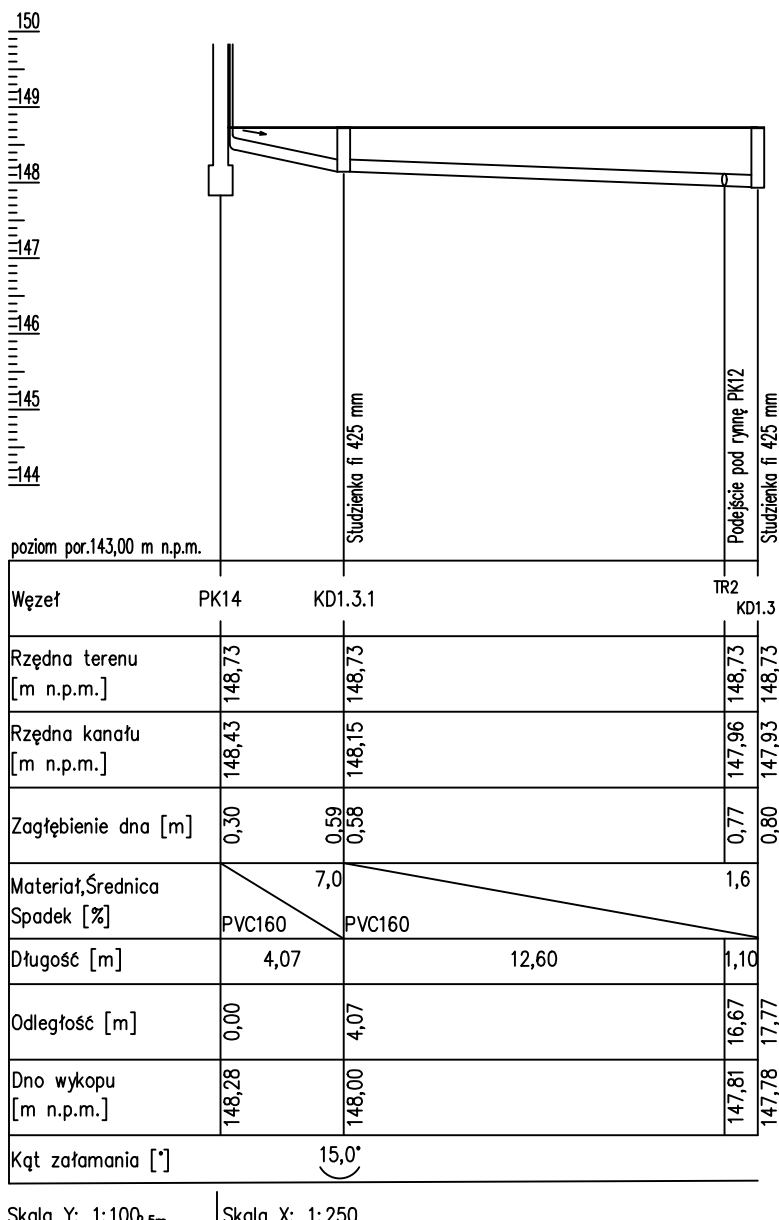 150
149
148
147
146
145
144
Studzienka fi 425 mm
Podejście pod rynnę PK12
Studzienka fi 425 mm
poziom por.143,00 m n.p.m.
Węzeł PK14 KD1.3.1 TR2 KD1.3
Rzędna terenu
[m n.p.m.]
148,73 148,73 148,73 148,73
Rzędna kanału
[m n.p.m.]
148,43 148,15 147,96 147,93
Zagłębienie dna [m] 0,30 0,59 0,58 0,77 0,80
Materiał,Średnica
Spadek [%]
7,0 1,6
PVC160 PVC160
Długość [m] 4,07 12,60 1,10
Odległość [m] 0,00 4,07 16,67 17,77
Dno wykopu
[m n.p.m.]
148,28 148,00 147,81 147,78
Kąt załamania [°] 15,0°
Skala Y: 1:100 Skala X: 1:250